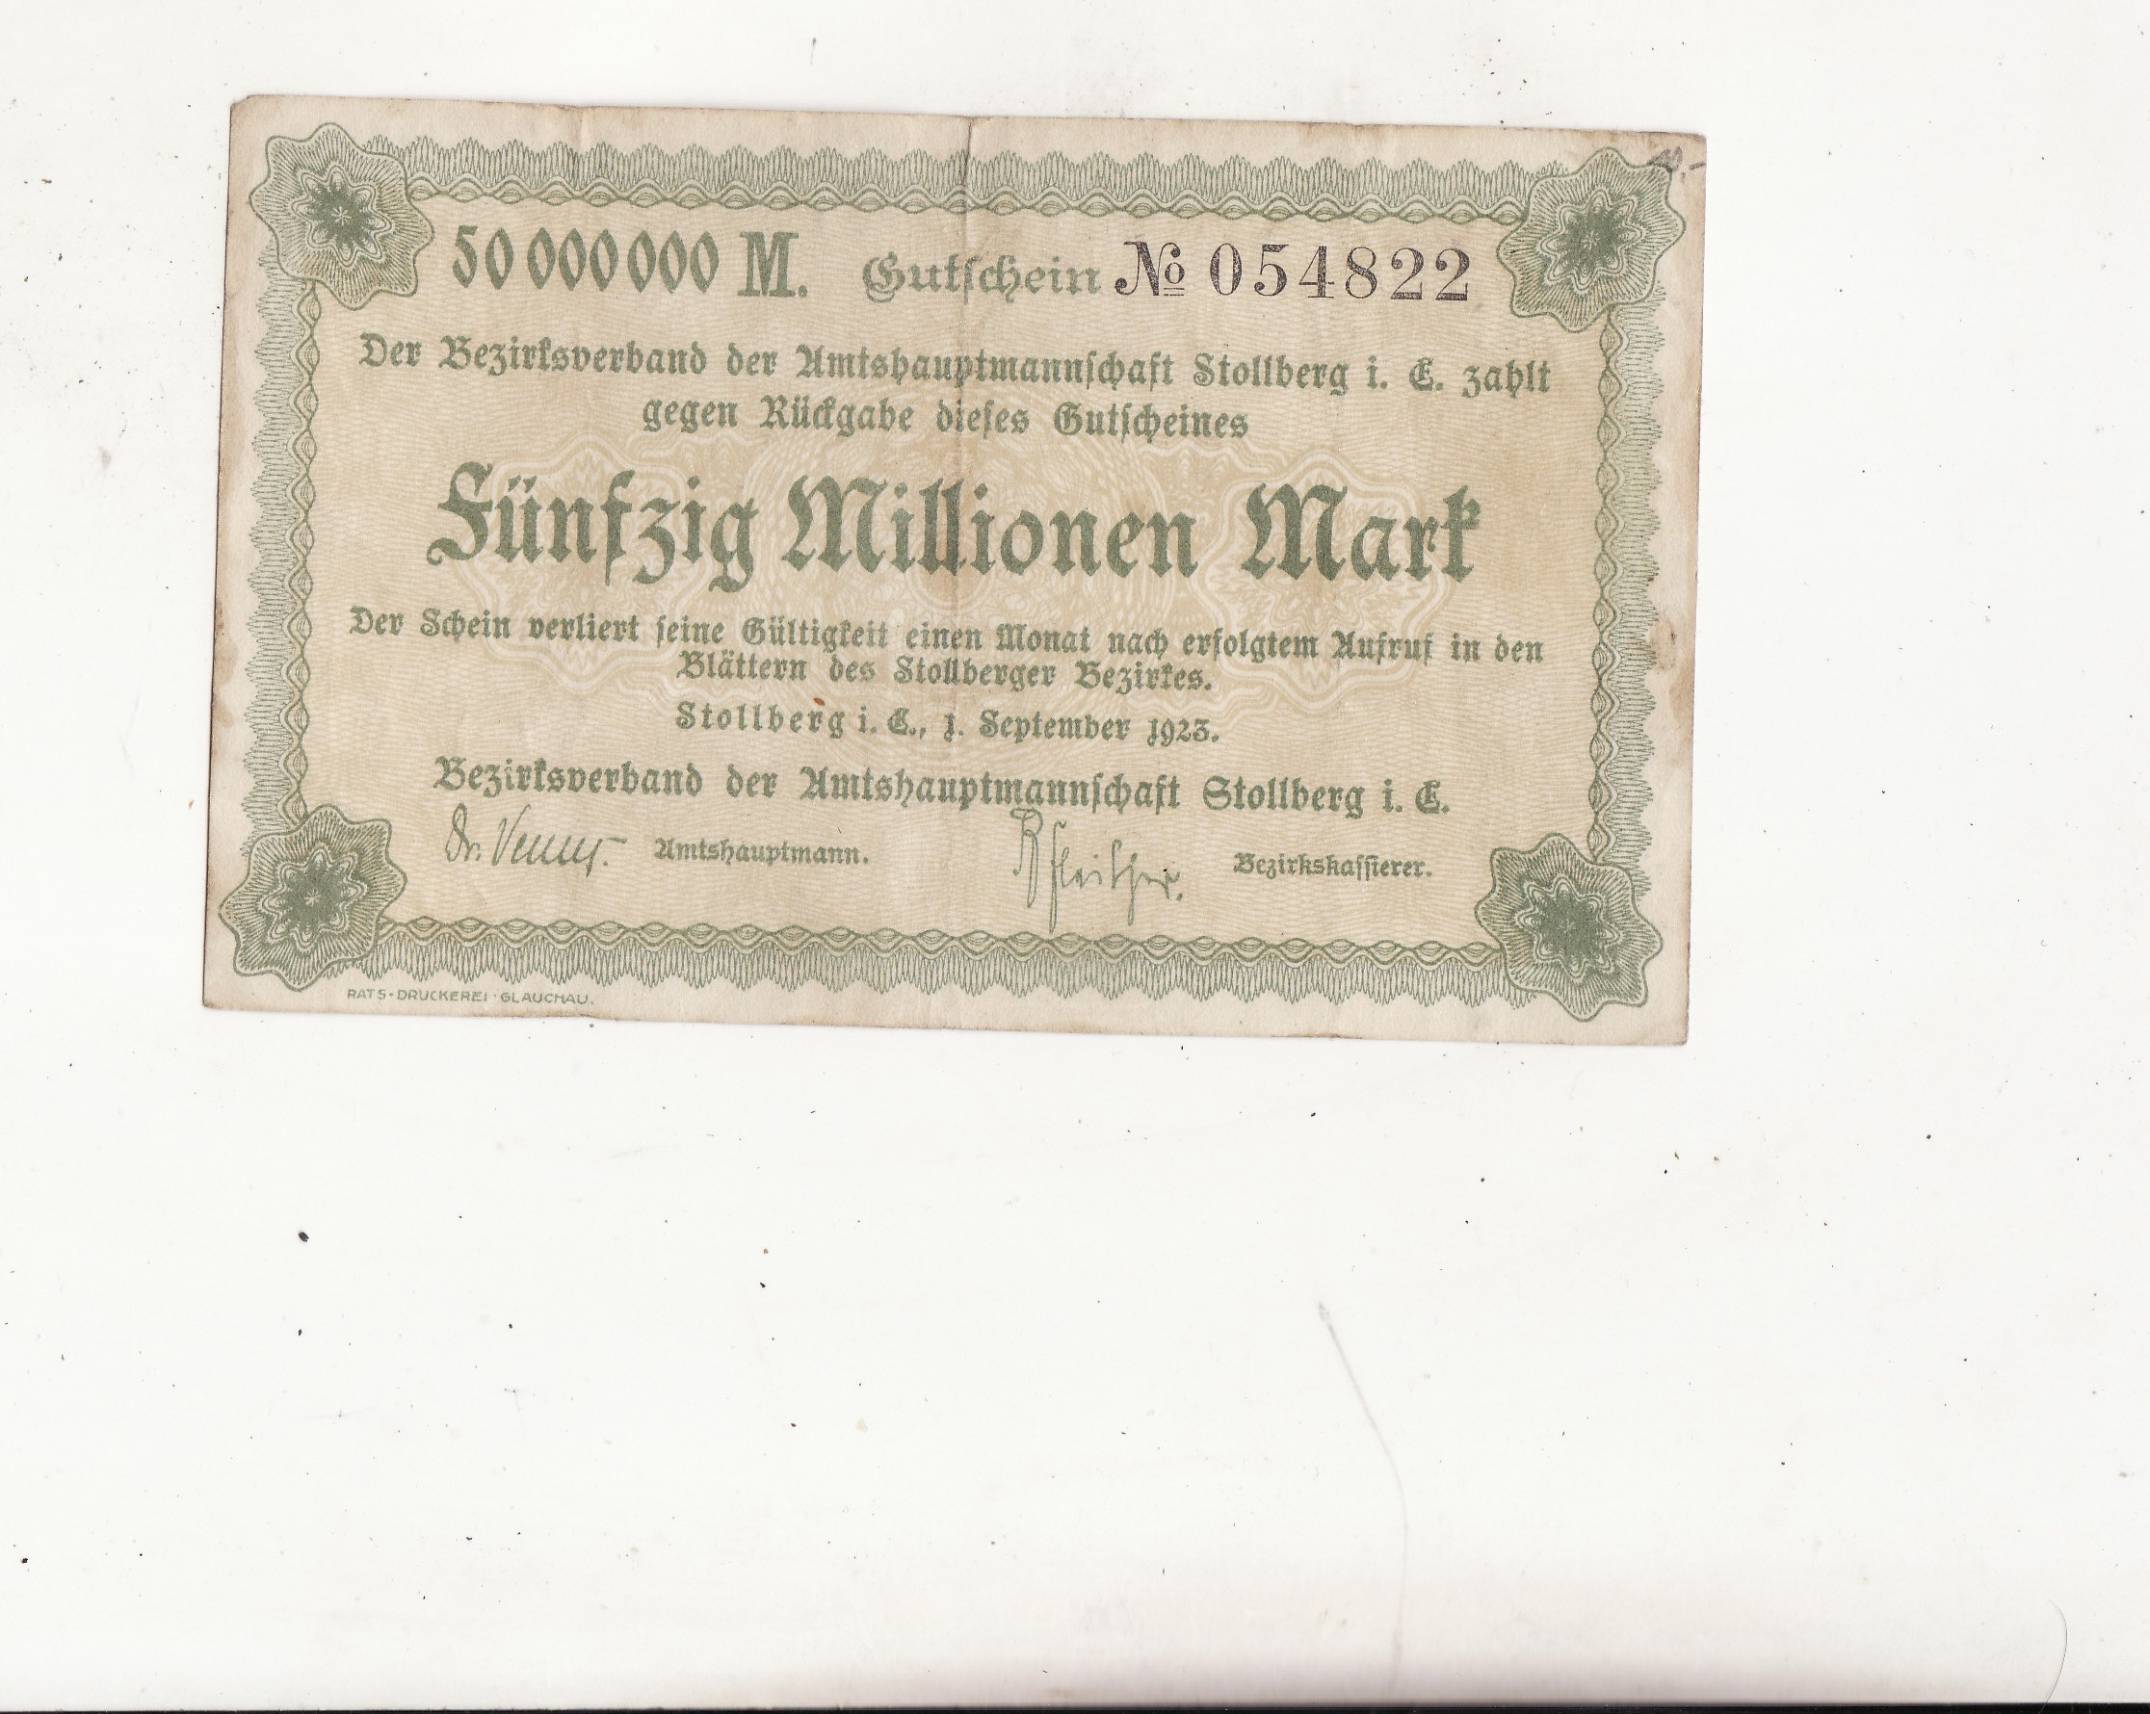 50 000 000 M. Gutschein № 054822
Der Bezirksverband der Amtshauptmannschaft Stollberg i. E. zahlt
gegen Rückgabe dieses Gutscheines
Fünfzig Millionen Mark
Der Schein verliert seine Gültigkeit einen Monat nach erfolgtem Aufruf in den
Blättern des Stollberger Bezirkes.
Stollberg i. E., 1. September 1923.
Bezirksverband der Amtshauptmannschaft Stollberg i. E.
Dr. Amtshauptmann. Bezirkskassierer.
RATS-DRUCKEREI · GLAUCHAU.